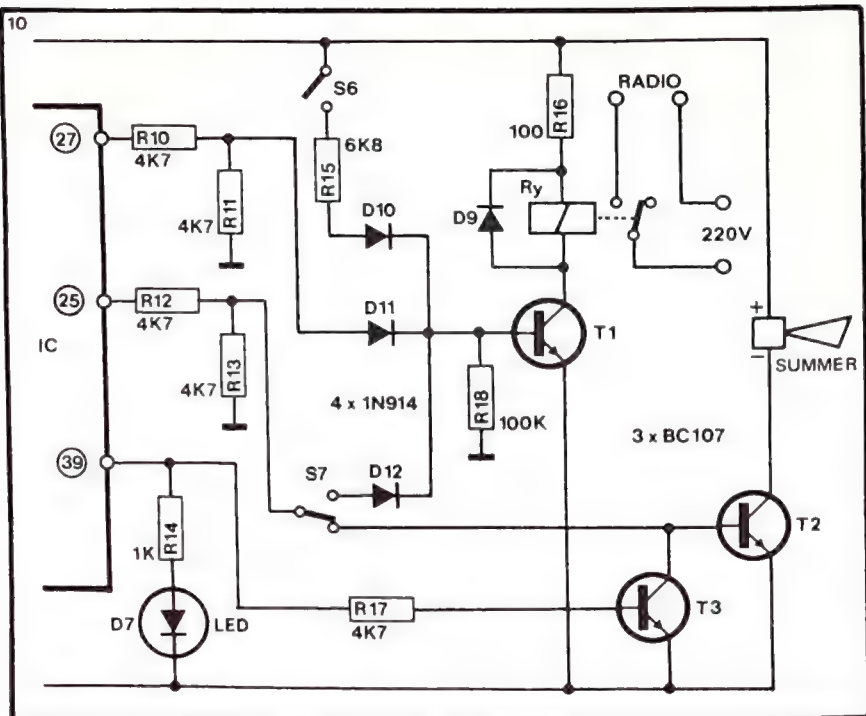 10
S6
RADIO
27
R10
4K7
R11
4K7
R15
6K8
R16
100
D10
D9
Ry
220V
25
R12
4K7
R13
4K7
IC
D11
T1
+
−
SUMMER
4 x 1N914
R18
100K
3 x BC107
39
S7
D12
T2
R14
1K
D7
LED
R17
4K7
T3